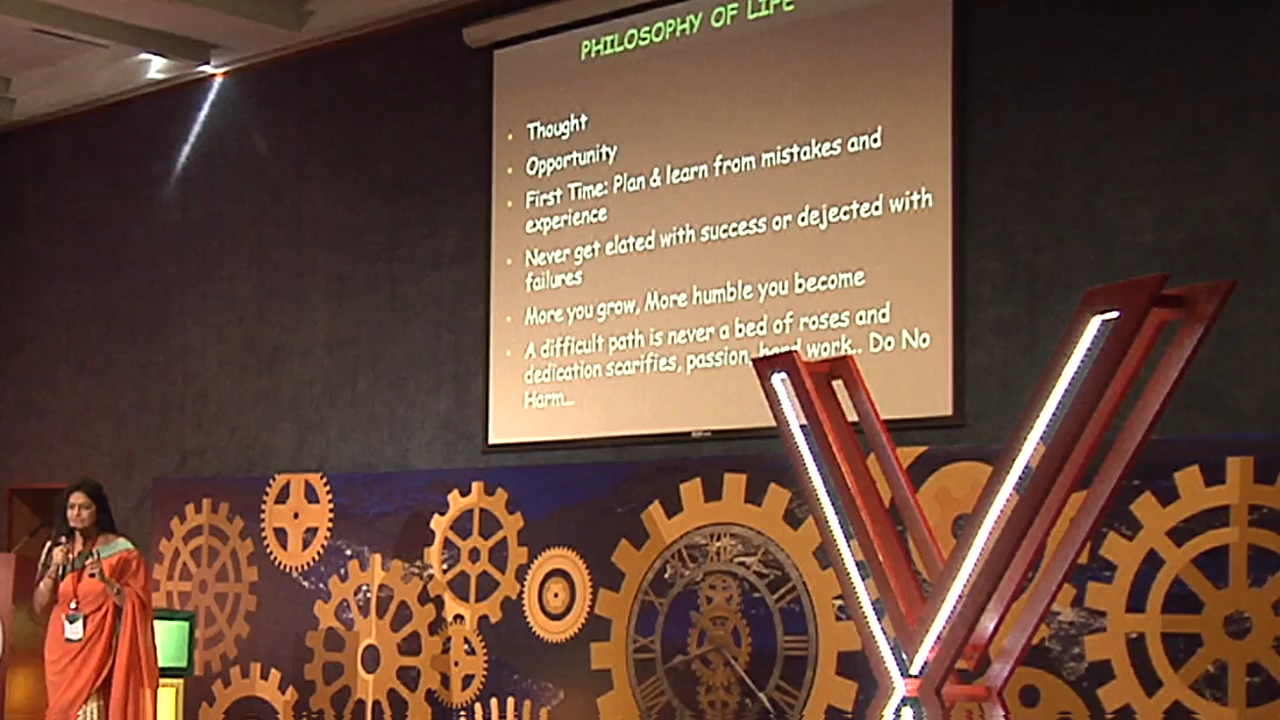 PHILOSOPHY OF LIFE
• Thought
• Opportunity
• First Time: Plan & learn from mistakes and
experience
• Never get elated with success or dejected with
failures
• More you grow, More humble you become
• A difficult path is never a bed of roses and
dedication scarifies, passion, hard work.. Do No
Harm...